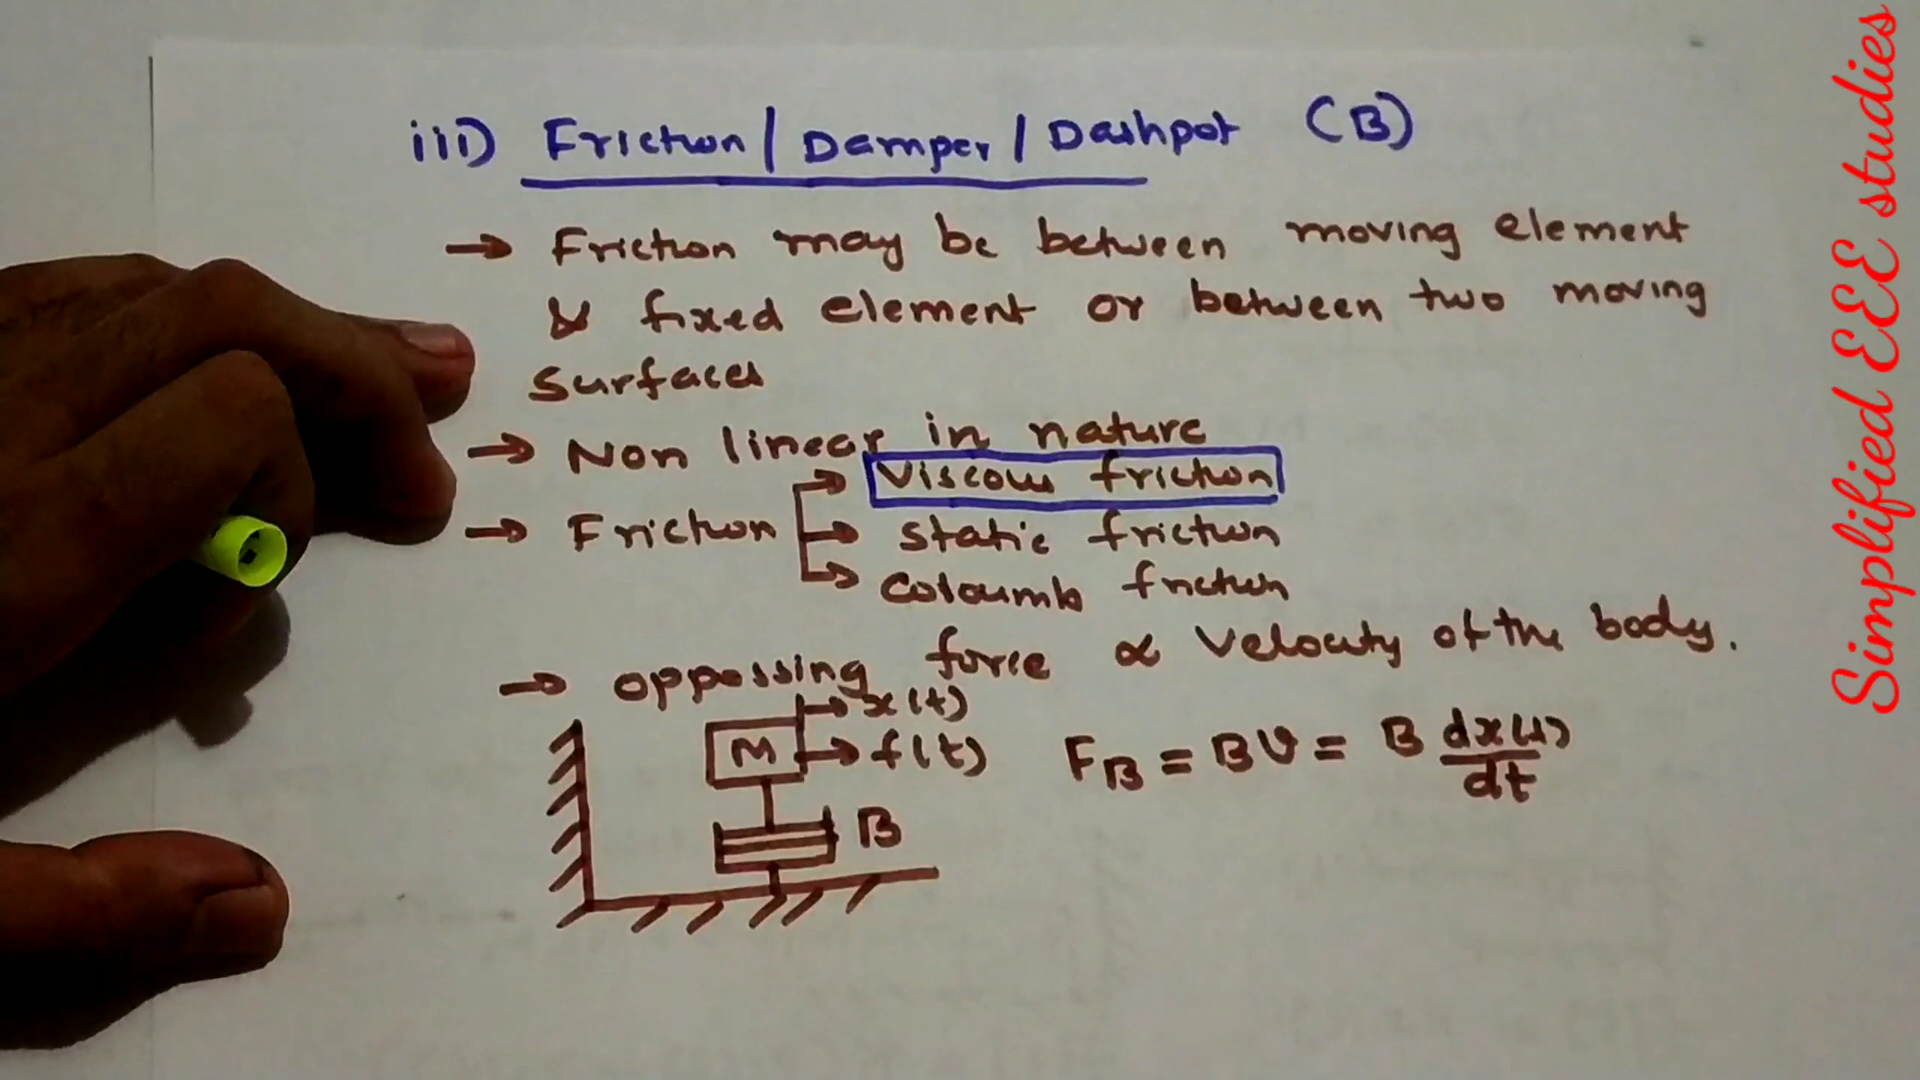 iii) Friction / Damper / Dashpot (B)
→ Friction may be between moving element
& fixed element or between two moving
surfaces
→ Non linear in nature
Viscous friction
→ Friction → static friction
coloumb friction
→ oppossing force ∝ velocity of the body.
x(t)
M f(t) F_B = BV = B dx(t)/dt
B
Simplified EEE studies